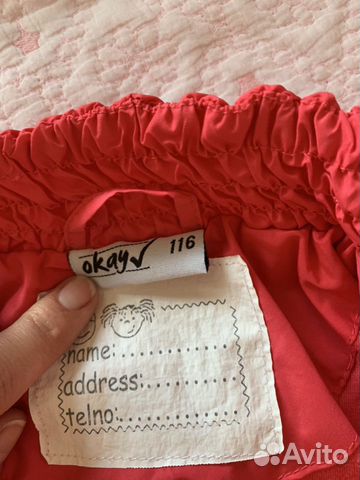 okay 116
name:..............
address:...........
telno:...............
Avito